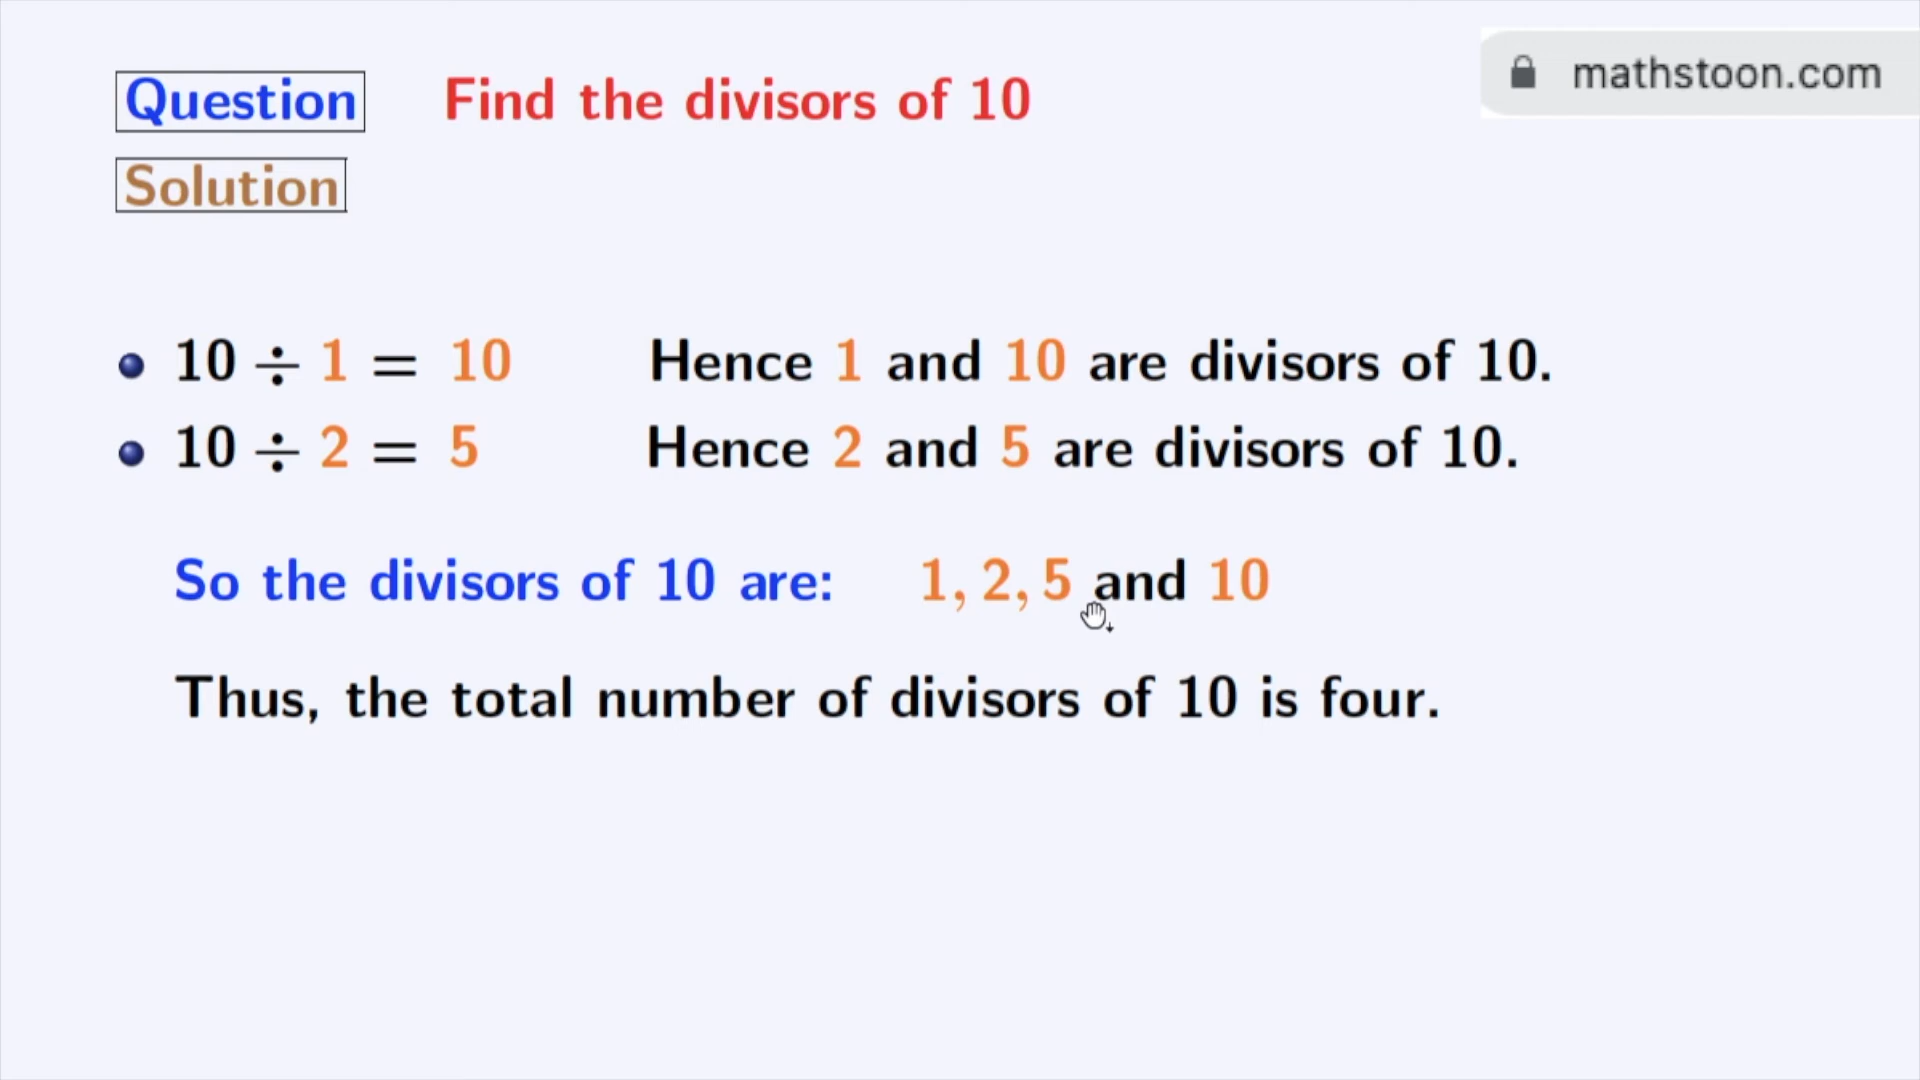 Question Find the divisors of 10
mathstoon.com
Solution
10 ÷ 1 = 10 Hence 1 and 10 are divisors of 10.
10 ÷ 2 = 5 Hence 2 and 5 are divisors of 10.
So the divisors of 10 are: 1, 2, 5 and 10
Thus, the total number of divisors of 10 is four.